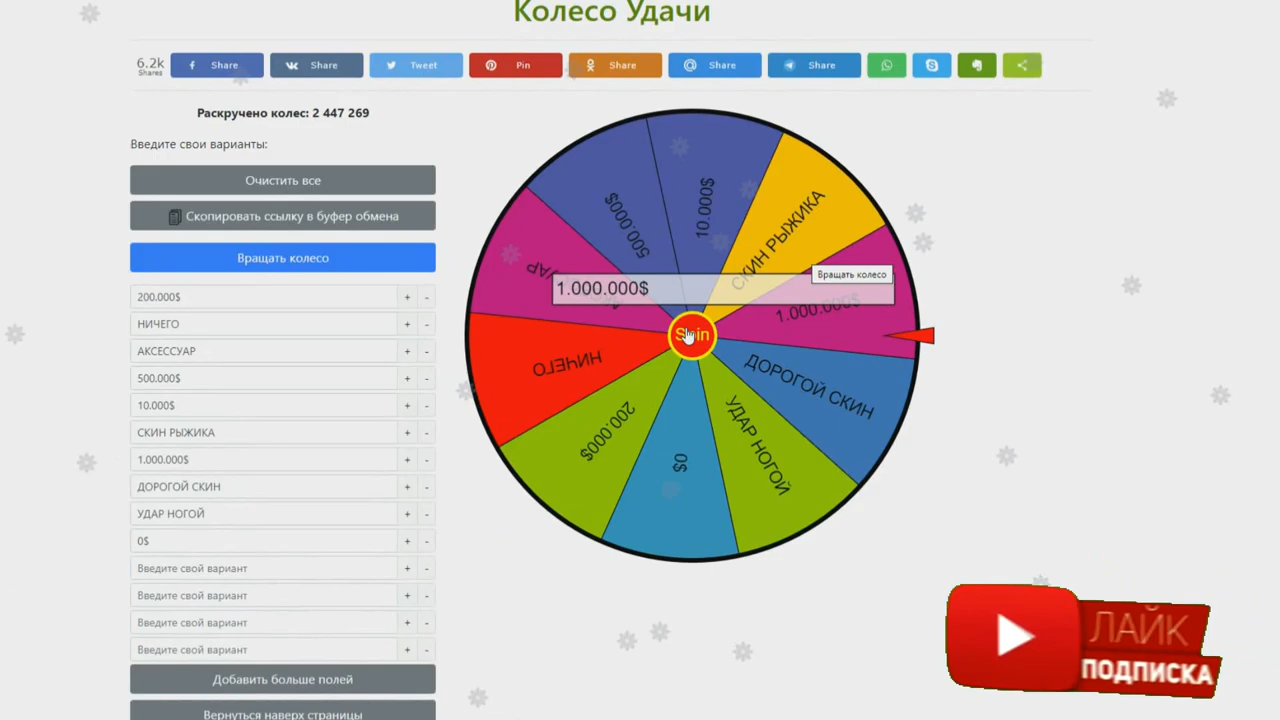 Колесо Удачи
6.2k
Shares
Share
Share
Tweet
Pin
Share
Share
Share
Раскручено колес: 2 447 269
Введите свои варианты:
Очистить все
Скопировать ссылку в буфер обмена
Вращать колесо
200.000$ + -
НИЧЕГО + -
АКСЕССУАР + -
500.000$ + -
10.000$ + -
СКИН РЫЖИКА + -
1.000.000$ + -
ДОРОГОЙ СКИН + -
УДАР НОГОЙ + -
0$ + -
Введите свой вариант + -
Введите свой вариант + -
Введите свой вариант + -
Введите свой вариант + -
Добавить больше полей
Вернуться наверх страницы
500.000$
10.000$
СКИН РЫЖИКА
Вращать колесо
1.000.000$
1.000.000$
Spin
НИЧЕГО
ДОРОГОЙ СКИН
200.000$
УДАР НОГОЙ
0$
ЛАЙК
ПОДПИСКА